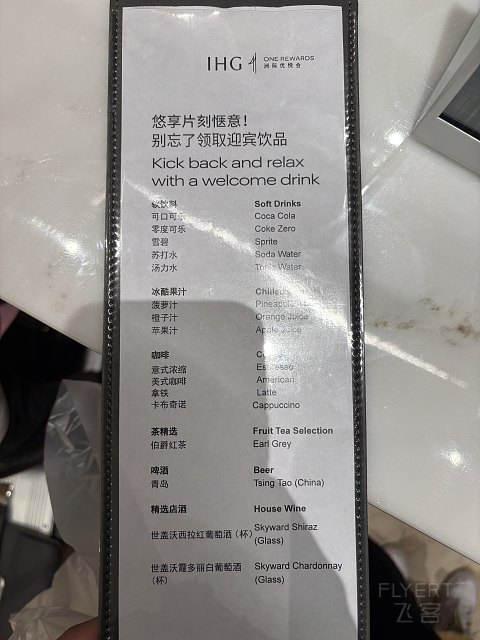 IHG ONE REWARDS
洲际优悦会
悠享片刻惬意！
别忘了领取迎宾饮品
Kick back and relax
with a welcome drink
软饮料 Soft Drinks
可口可乐 Coca Cola
零度可乐 Coke Zero
雪碧 Sprite
苏打水 Soda Water
汤力水 Tonic Water
冰酷果汁 Chilled
菠萝汁 Pineapple
橙子汁 Orange Juice
苹果汁 Apple Juice
咖啡
意式浓缩 Espresso
美式咖啡 American
拿铁 Latte
卡布奇诺 Cappuccino
茶精选 Fruit Tea Selection
伯爵红茶 Earl Grey
啤酒 Beer
青岛 Tsing Tao (China)
精选店酒 House Wine
世盖沃西拉红葡萄酒（杯） Skyward Shiraz
(Glass)
世盖沃霞多丽白葡萄酒 Skyward Chardonnay
（杯） (Glass)
FLYERT
飞客